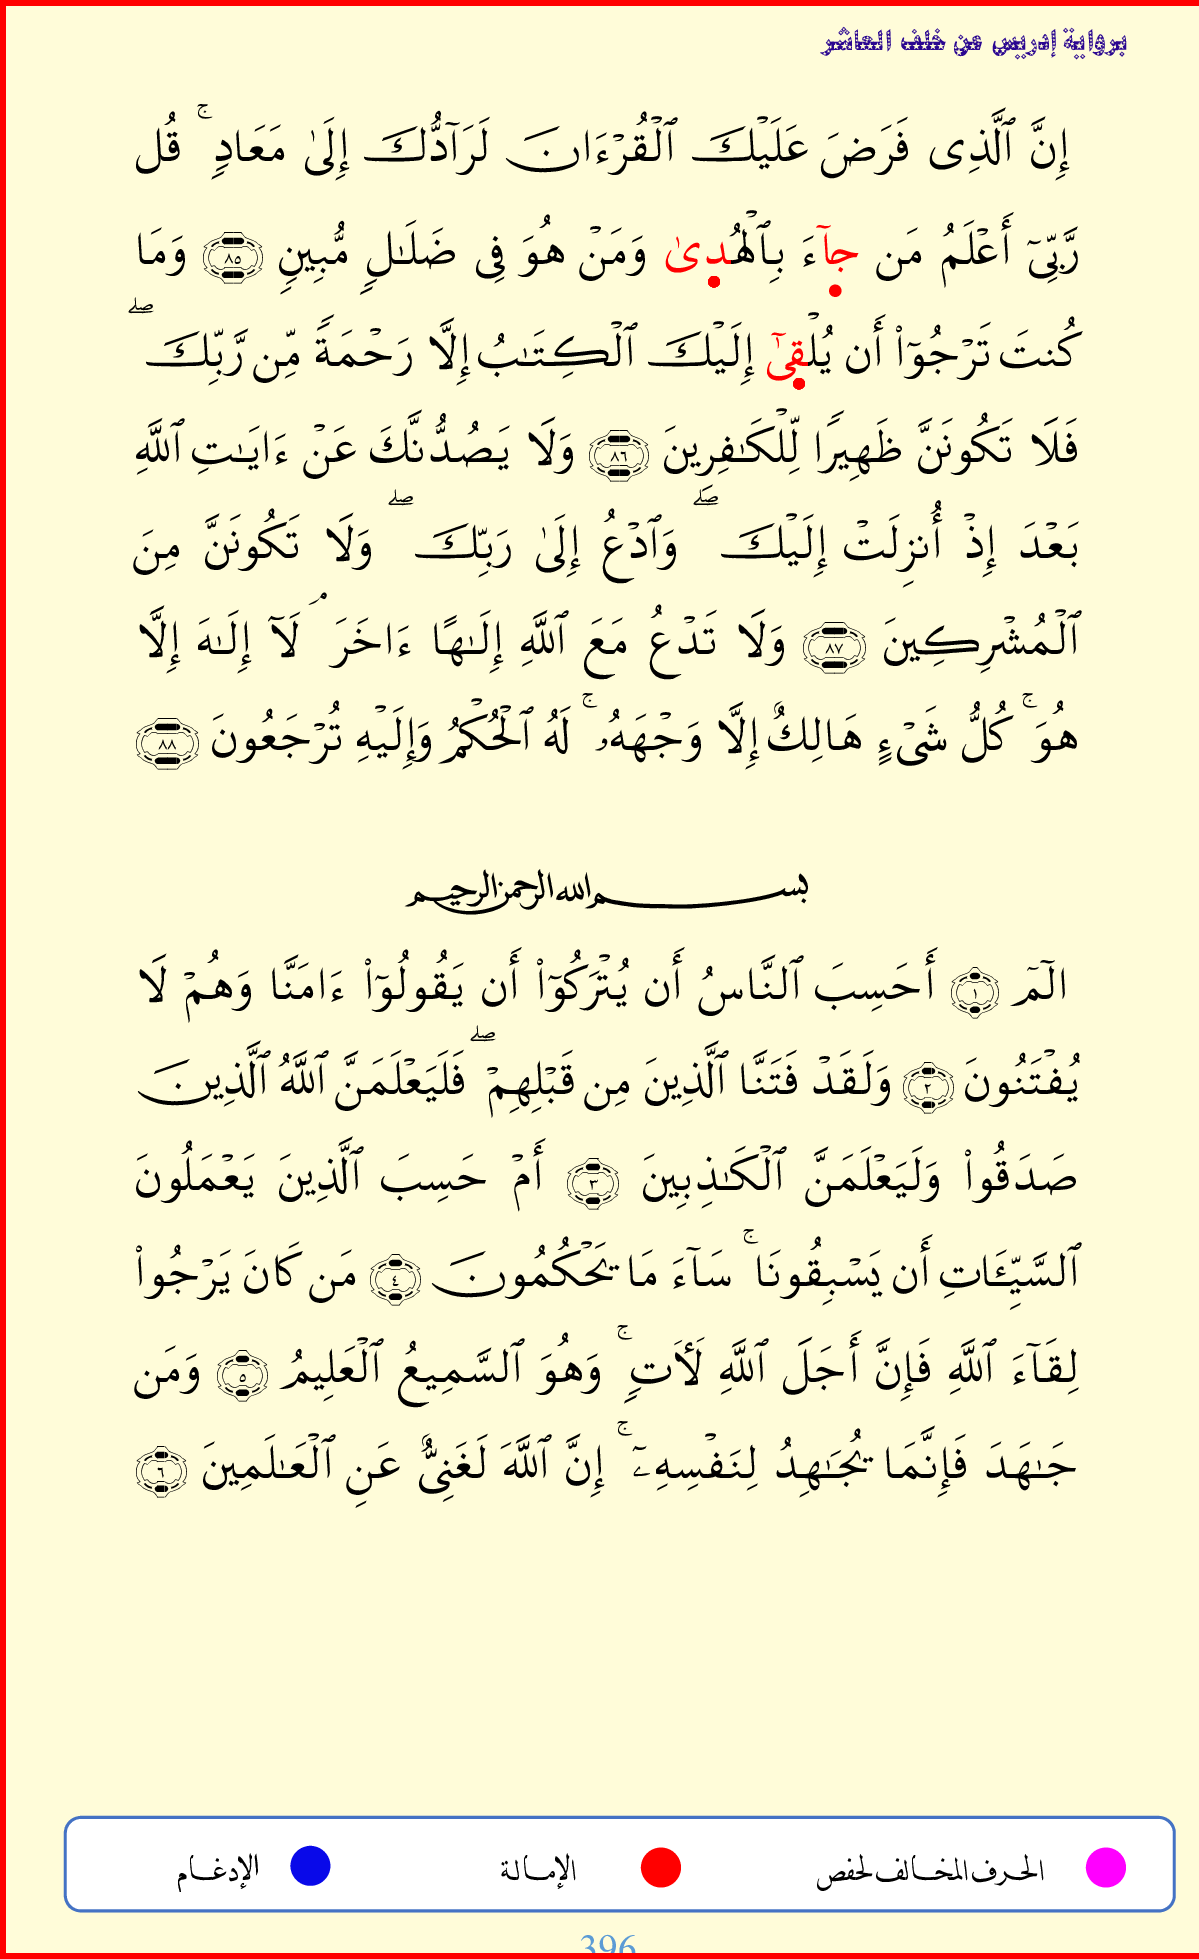 برواية إدريس عن خلف العاشر
إِنَّ ٱلَّذِى فَرَضَ عَلَيْكَ ٱلْقُرْءَانَ لَرَآدُّكَ إِلَىٰ مَعَادٍ ۚ قُل
رَّبِّىٓ أَعْلَمُ مَن جآءَ بِٱلْهُدىٰ وَمَنْ هُوَ فِى ضَلَـٰلٍ مُّبِينٍ ٨٥ وَمَا
كُنتَ تَرْجُوٓا۟ أَن يُلْقىٰٓ إِلَيْكَ ٱلْكِتَـٰبُ إِلَّا رَحْمَةً مِّن رَّبِّكَ ۖ
فَلَا تَكُونَنَّ ظَهِيرًا لِّلْكَـٰفِرِينَ ٨٦ وَلَا يَصُدُّنَّكَ عَنْ ءَايَـٰتِ ٱللَّهِ
بَعْدَ إِذْ أُنزِلَتْ إِلَيْكَ ۖ وَٱدْعُ إِلَىٰ رَبِّكَ ۖ وَلَا تَكُونَنَّ مِنَ
ٱلْمُشْرِكِينَ ٨٧ وَلَا تَدْعُ مَعَ ٱللَّهِ إِلَـٰهًا ءَاخَرَ ۘ لَآ إِلَـٰهَ إِلَّا
هُوَ ۚ كُلُّ شَىْءٍ هَالِكٌ إِلَّا وَجْهَهُۥ ۚ لَهُ ٱلْحُكْمُ وَإِلَيْهِ تُرْجَعُونَ ٨٨
بسم الله الرحمن الرحيم
الٓمٓ ١ أَحَسِبَ ٱلنَّاسُ أَن يُتْرَكُوٓا۟ أَن يَقُولُوٓا۟ ءَامَنَّا وَهُمْ لَا
يُفْتَنُونَ ٢ وَلَقَدْ فَتَنَّا ٱلَّذِينَ مِن قَبْلِهِمْ ۖ فَلَيَعْلَمَنَّ ٱللَّهُ ٱلَّذِينَ
صَدَقُوا۟ وَلَيَعْلَمَنَّ ٱلْكَـٰذِبِينَ ٣ أَمْ حَسِبَ ٱلَّذِينَ يَعْمَلُونَ
ٱلسَّيِّـَٔاتِ أَن يَسْبِقُونَا ۚ سَآءَ مَا يَحْكُمُونَ ٤ مَن كَانَ يَرْجُوا۟
لِقَآءَ ٱللَّهِ فَإِنَّ أَجَلَ ٱللَّهِ لَـَٔاتٍ ۚ وَهُوَ ٱلسَّمِيعُ ٱلْعَلِيمُ ٥ وَمَن
جَـٰهَدَ فَإِنَّمَا يُجَـٰهِدُ لِنَفْسِهِۦٓ ۚ إِنَّ ٱللَّهَ لَغَنِىٌّ عَنِ ٱلْعَـٰلَمِينَ ٦
الحرف المخالف لحفص الإمالة الإدغام
396